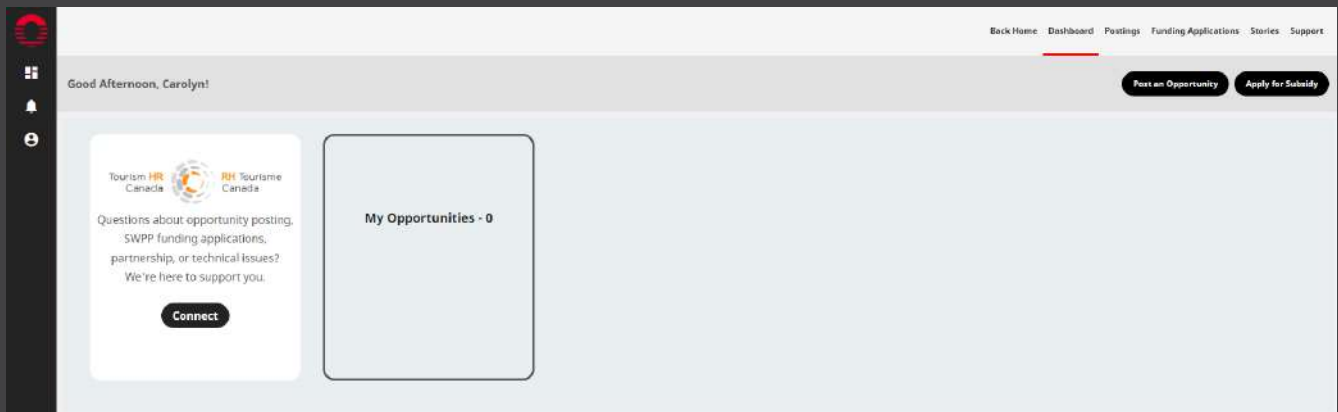 Back Home Dashboard Postings Funding Applications Stories Support
Good Afternoon, Carolyn!
Post an Opportunity Apply for Subsidy
Tourism HR
Canada
RH Tourisme
Canada
Questions about opportunity posting,
SWPP funding applications,
partnership, or technical issues?
We're here to support you.
Connect
My Opportunities - 0